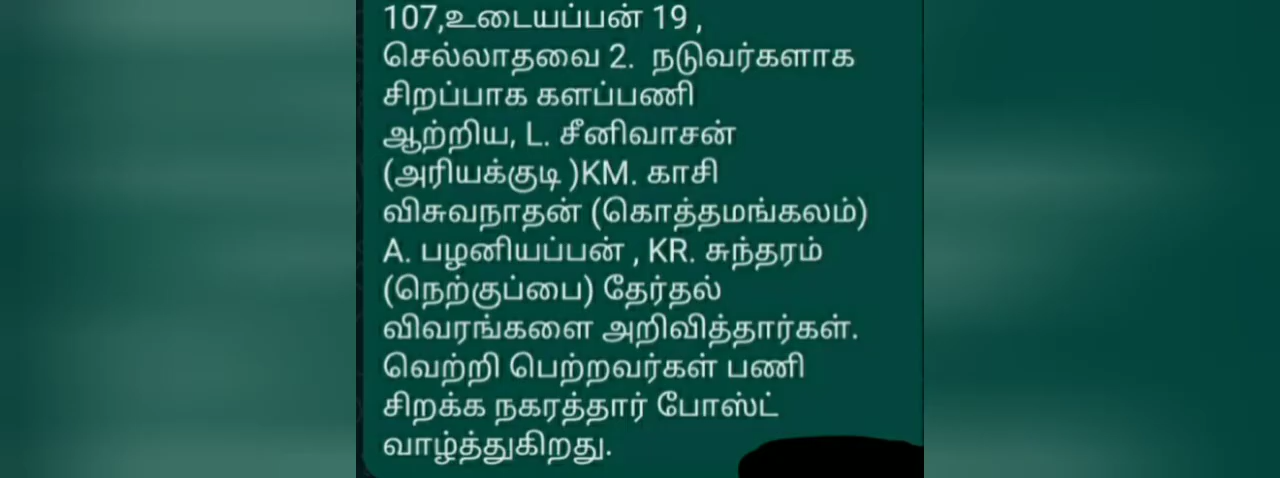 107,உடையப்பன் 19 ,
செல்லாதவை 2.  நடுவர்களாக
சிறப்பாக களப்பணி
ஆற்றிய, L. சீனிவாசன்
(அரியக்குடி )KM. காசி
விசுவநாதன் (கொத்தமங்கலம்)
A. பழனியப்பன் , KR. சுந்தரம்
(நெற்குப்பை) தேர்தல்
விவரங்களை அறிவித்தார்கள்.
வெற்றி பெற்றவர்கள் பணி
சிறக்க நகரத்தார் போஸ்ட்
வாழ்த்துகிறது.